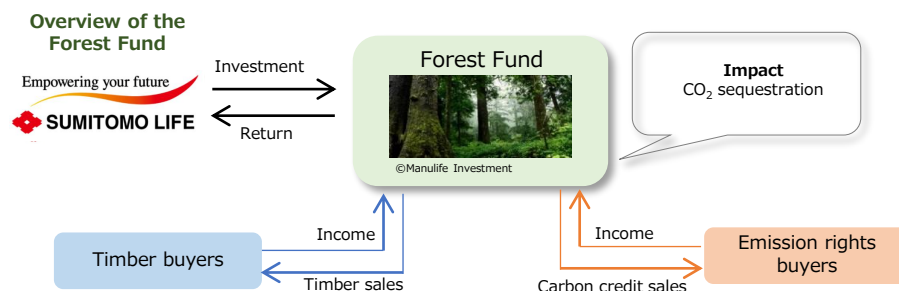 Overview of the
Forest Fund
Empowering your future
SUMITOMO LIFE
Investment
Return
Forest Fund
©Manulife Investment
Impact
CO₂ sequestration
Timber buyers
Income
Timber sales
Income
Carbon credit sales
Emission rights
buyers